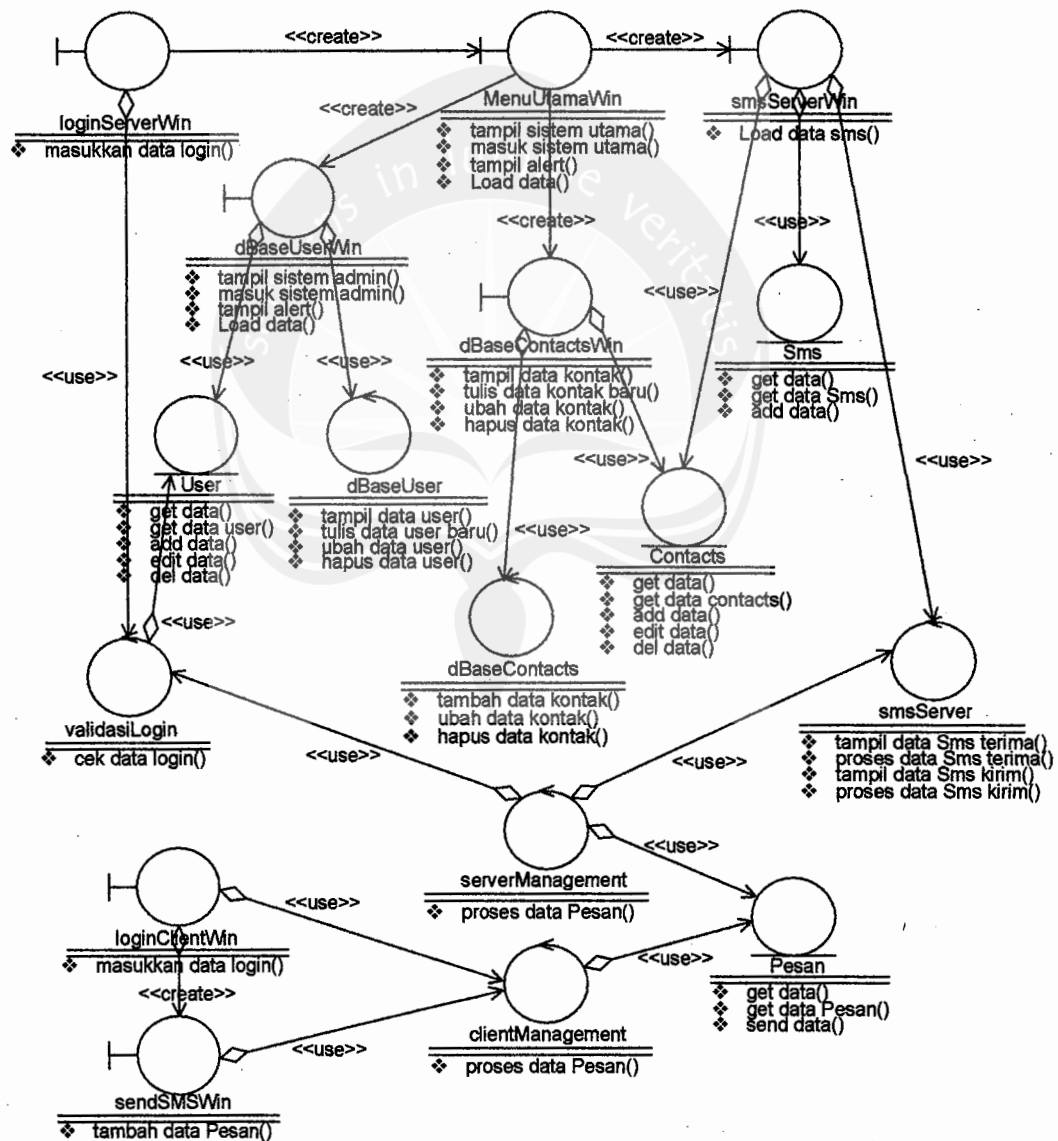 <<create>>
<<create>>
loginServerWin
masukkan data login()
<<create>>
MenuUtamaWin
tampil sistem utama()
masuk sistem utama()
tampil alert()
Load data()
smsServerWin
Load data sms()
dBaseUserWin
tampil sistem admin()
masuk sistem admin()
tampil alert()
Load data()
<<create>>
<<use>>
<<use>>
dBaseContactsWin
tampil data kontak()
tulis data kontak baru()
ubah data kontak()
hapus data kontak()
Sms
get data()
get data Sms()
add data()
<<use>>
<<use>>
<<use>>
<<use>>
<<use>>
User
get data()
get data user()
add data()
edit data()
del data()
dBaseUser
tampil data user()
tulis data user baru()
ubah data user()
hapus data user()
<<use>>
Contacts
get data()
get data contacts()
add data()
edit data()
del data()
<<use>>
dBaseContacts
tambah data kontak()
ubah data kontak()
hapus data kontak()
validasiLogin
cek data login()
smsServer
tampil data Sms terima()
proses data Sms terima()
tampil data Sms kirim()
proses data Sms kirim()
<<use>>
<<use>>
<<use>>
serverManagement
proses data Pesan()
<<use>>
loginClientWin
masukkan data login()
<<create>>
<<use>>
Pesan
get data()
get data Pesan()
send data()
clientManagement
proses data Pesan()
<<use>>
sendSMSWin
tambah data Pesan()